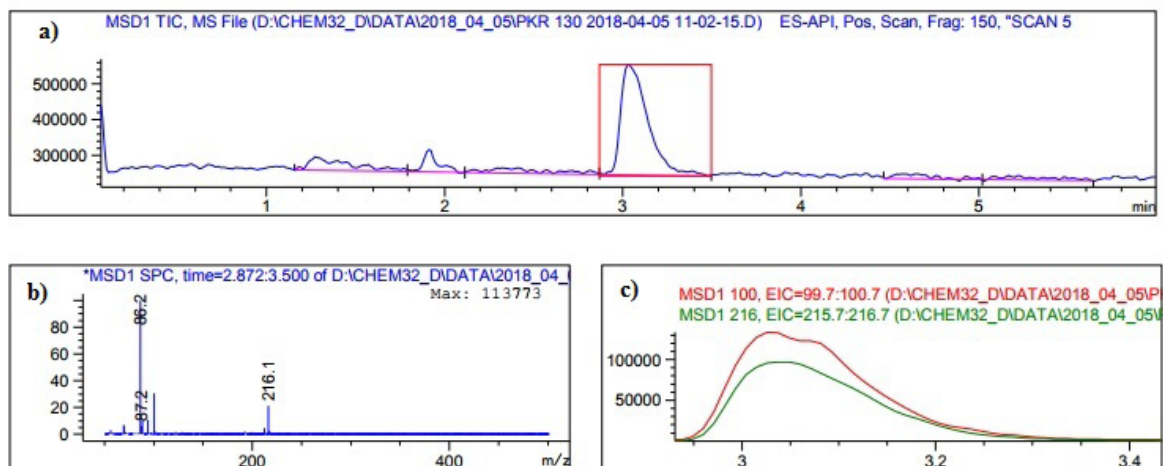 a)
MSD1 TIC, MS File (D:\CHEM32_D\DATA\2018_04_05\PKR 130 2018-04-05 11-02-15.D) ES-API, Pos, Scan, Frag: 150, "SCAN 5
500000
400000
300000
1 2 3 4 5 min
b)
*MSD1 SPC, time=2.872:3.500 of D:\CHEM32_D\DATA\2018_04_
Max: 113773
80
60
40
20
0
86.2
87.2
216.1
200 400 m/z
c)
MSD1 100, EIC=99.7:100.7 (D:\CHEM32_D\DATA\2018_04_05\
MSD1 216, EIC=215.7:216.7 (D:\CHEM32_D\DATA\2018_04_05\
100000
50000
3 3.2 3.4